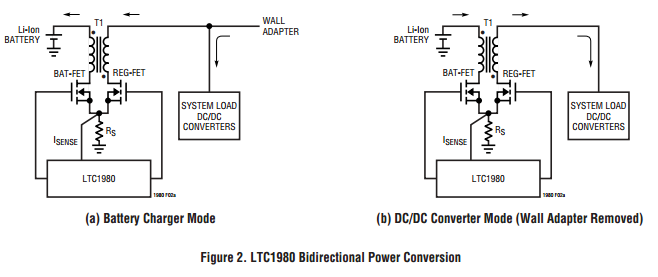 T1
WALL
ADAPTER
Li-Ion
BATTERY
BAT-FET
REG-FET
SYSTEM LOAD
DC/DC
CONVERTERS
RS
ISENSE
LTC1980
1980 F02a
(a) Battery Charger Mode
T1
Li-Ion
BATTERY
BAT-FET
REG-FET
SYSTEM LOAD
DC/DC
CONVERTERS
RS
ISENSE
LTC1980
1980 F02a
(b) DC/DC Converter Mode (Wall Adapter Removed)
Figure 2. LTC1980 Bidirectional Power Conversion